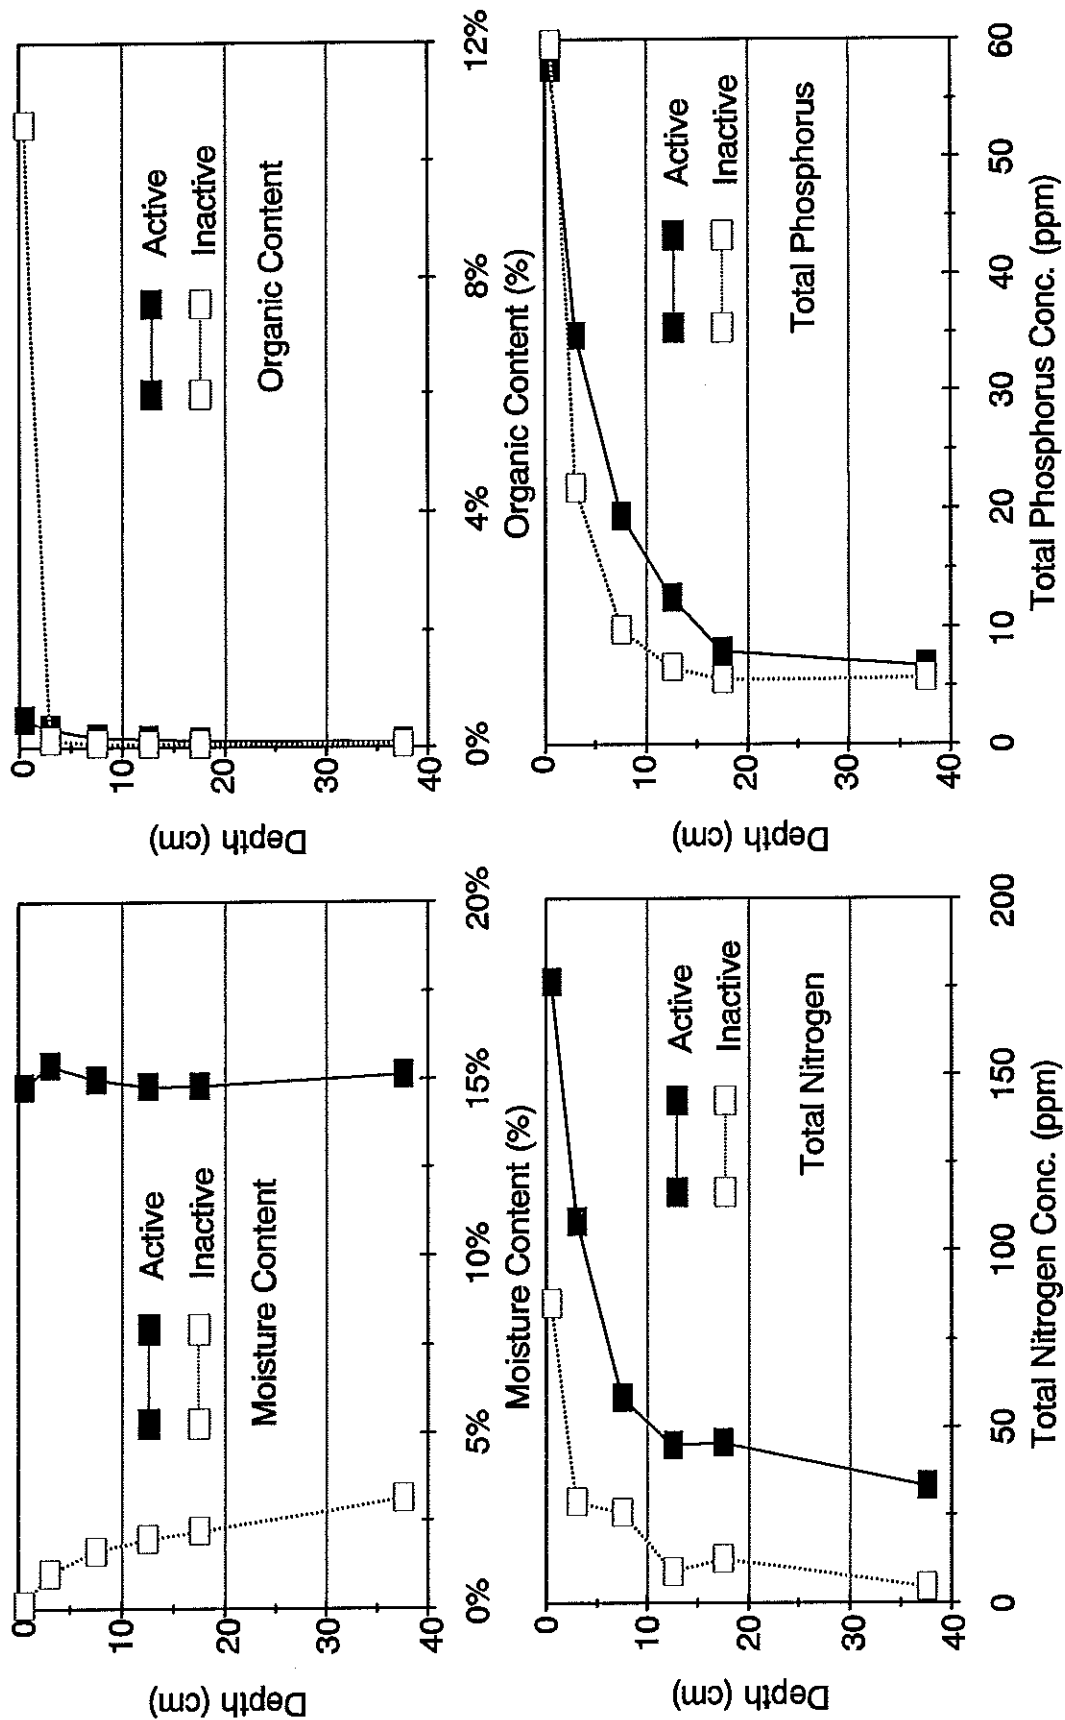 0
10
20
30
40
Depth (cm)
Active
Inactive
Moisture Content
0%
5%
10%
15%
20%
Moisture Content (%)
0
10
20
30
40
Depth (cm)
Active
Inactive
Organic Content
0%
4%
8%
12%
Organic Content (%)
0
10
20
30
40
Depth (cm)
Active
Inactive
Total Nitrogen
0
50
100
150
200
Total Nitrogen Conc. (ppm)
0
10
20
30
40
Depth (cm)
Active
Inactive
Total Phosphorus
0
10
20
30
40
50
60
Total Phosphorus Conc. (ppm)